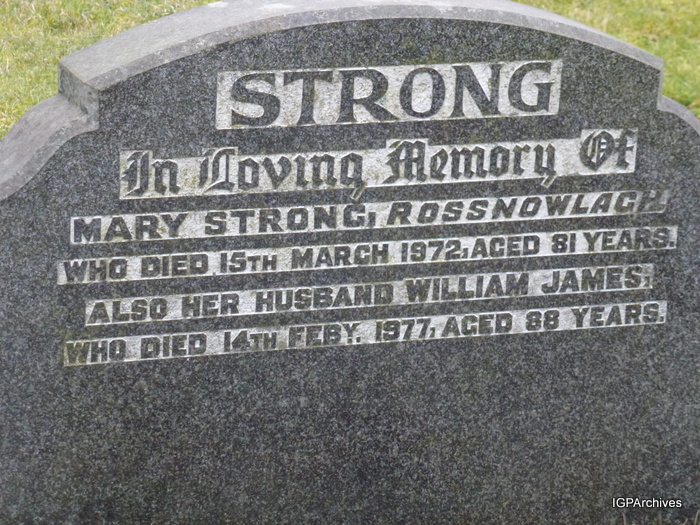 STRONG
In Loving Memory Of
MARY STRONG, ROSSNOWLAGH
WHO DIED 15TH MARCH 1972, AGED 81 YEARS.
ALSO HER HUSBAND WILLIAM JAMES,
WHO DIED 14TH FEBY, 1977, AGED 88 YEARS.
IGPArchives